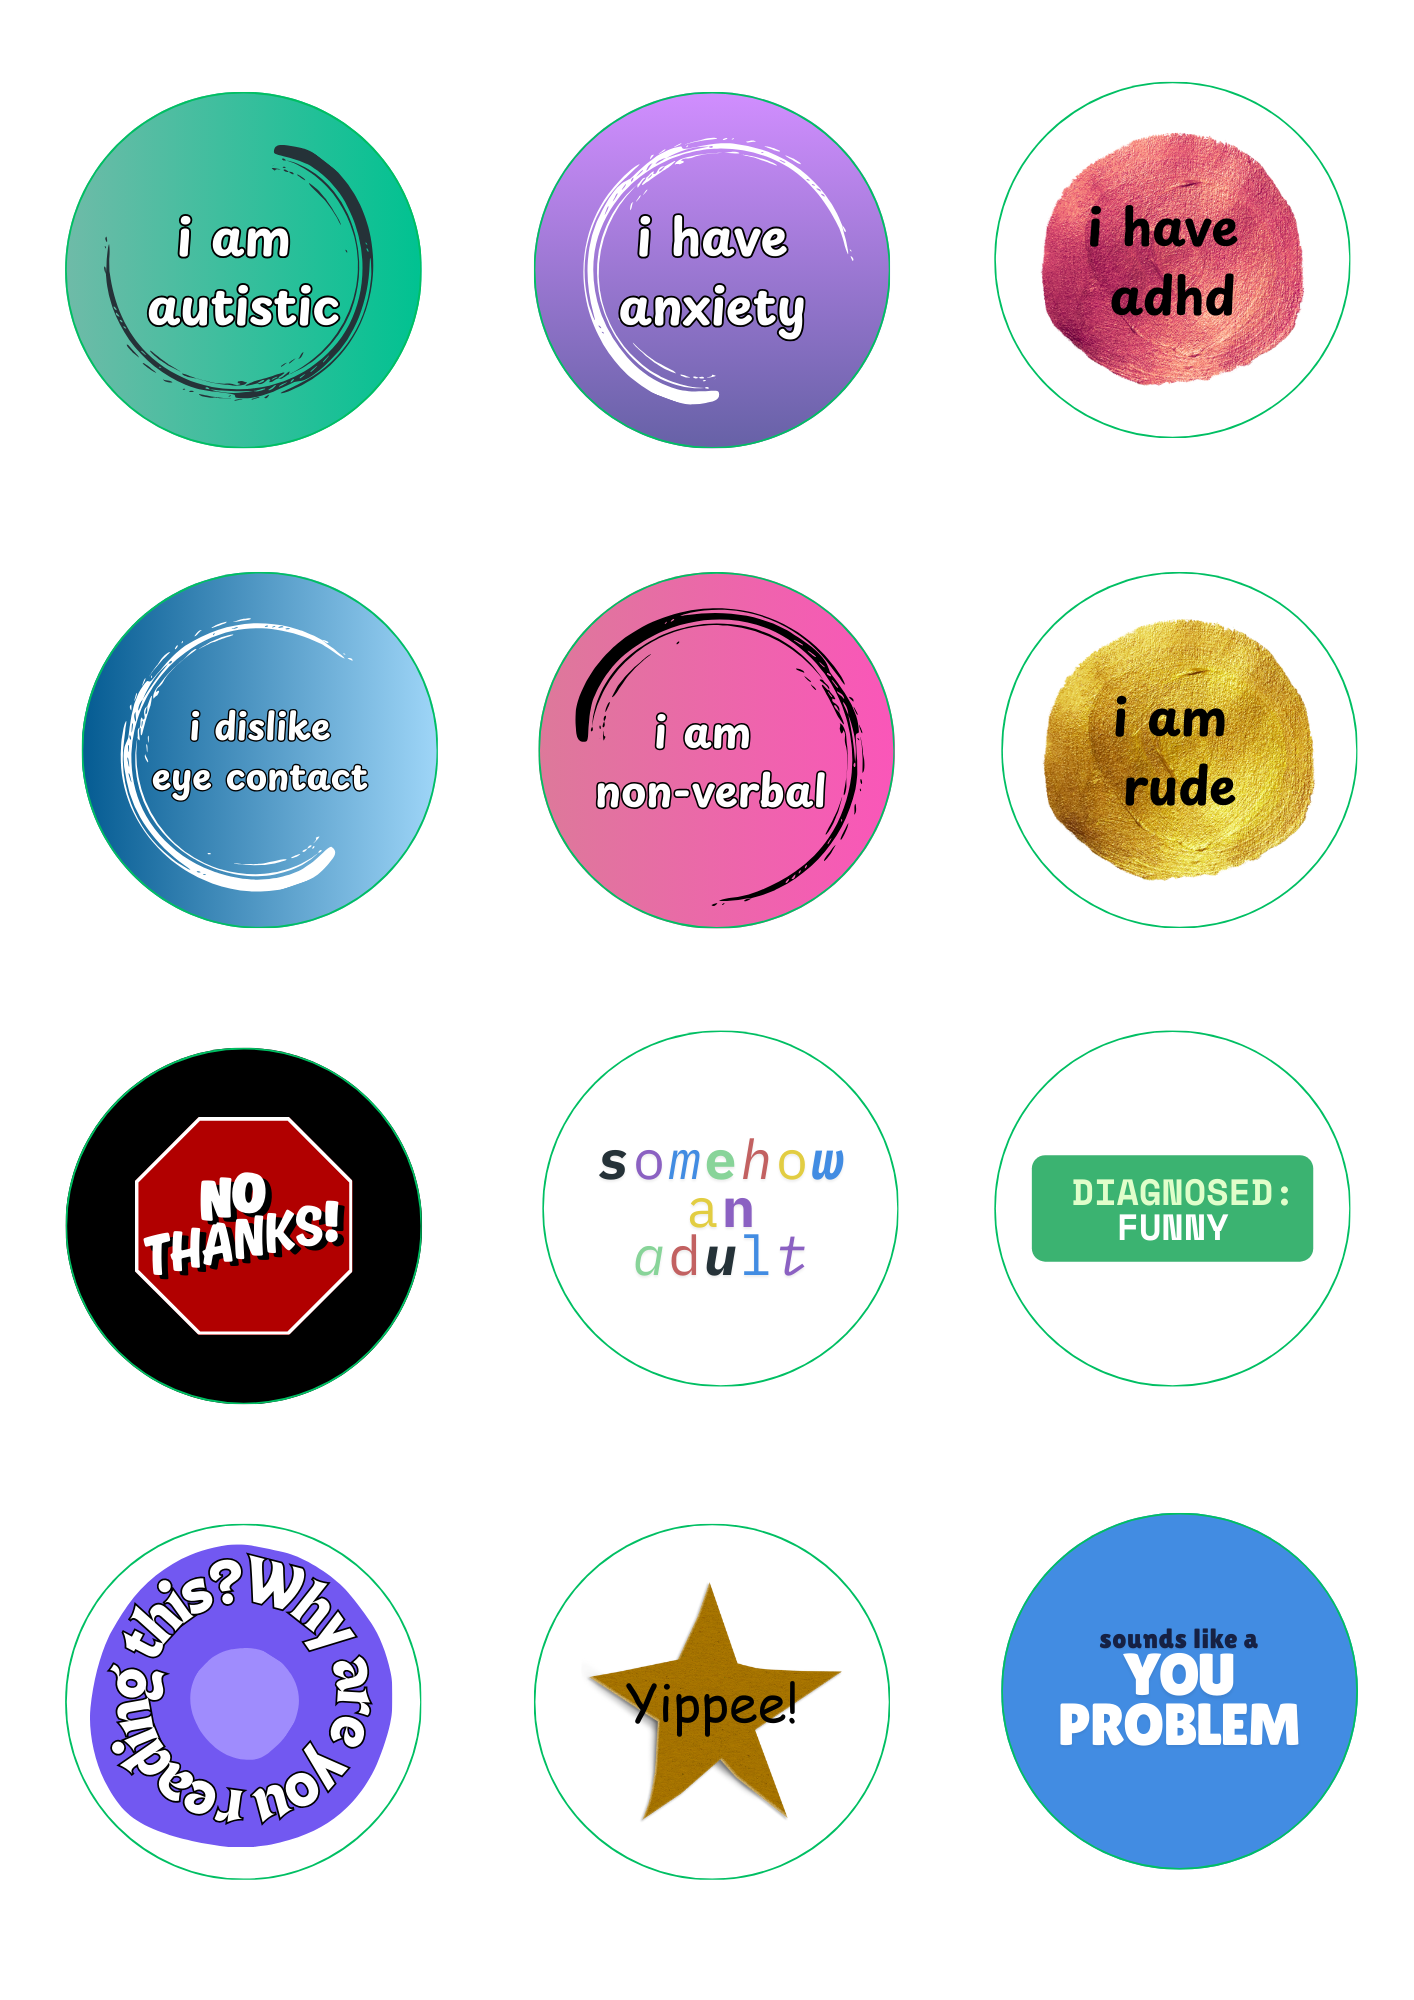 i am
autistic
i have
anxiety
i have
adhd
i dislike
eye contact
i am
non-verbal
i am
rude
NO
THANKS!
somehow
an
adult
DIAGNOSED:
FUNNY
Why are you reading this?
Yippee!
sounds like a
YOU
PROBLEM